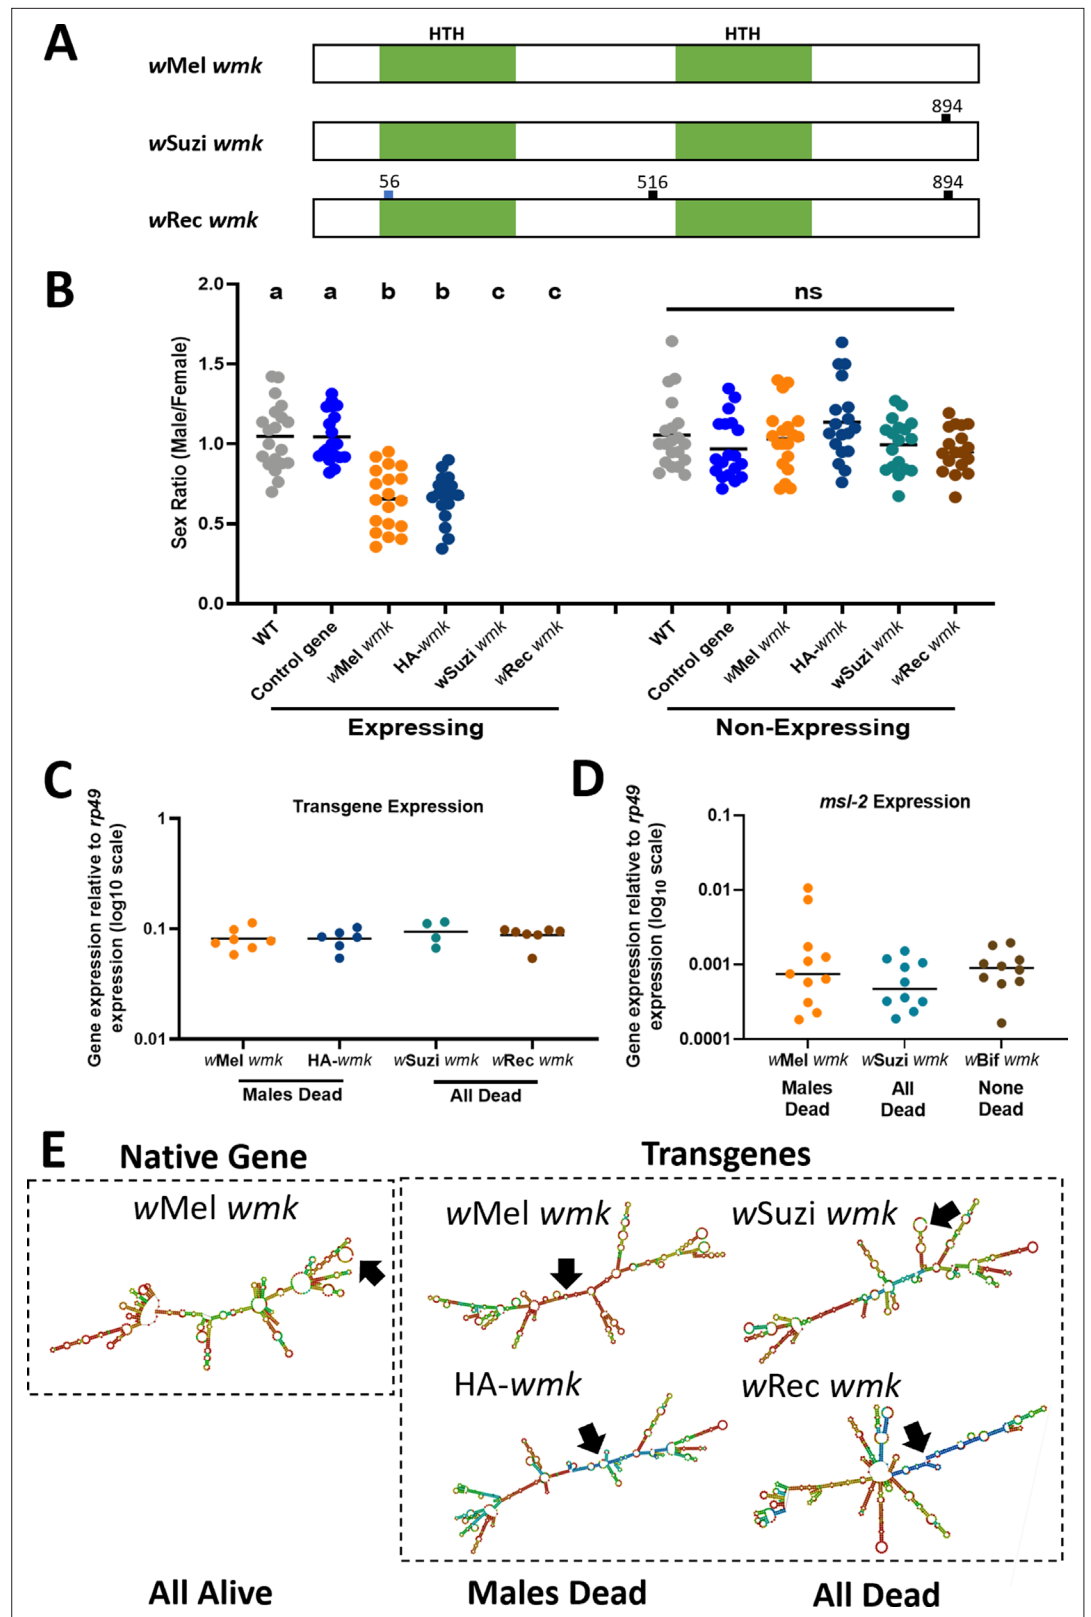 A
HTH HTH
wMel wmk
894
wSuzi wmk
56 516 894
wRec wmk
B
Sex Ratio (Male/Female)
2.0
1.5
1.0
0.5
0.0
a a b b c c
ns
WT
Control gene
wMel wmk
HA-wmk
wSuzi wmk
wRec wmk
WT
Control gene
wMel wmk
HA-wmk
wSuzi wmk
wRec wmk
Expressing
Non-Expressing
C
Transgene Expression
Gene expression relative to rp49
expression (log10 scale)
1
0.1
0.01
wMel wmk HA-wmk wSuzi wmk wRec wmk
Males Dead All Dead
D
msl-2 Expression
Gene expression relative to rp49
expression (log10 scale)
0.1
0.01
0.001
0.0001
wMel wmk wSuzi wmk wBif wmk
Males
Dead
All
Dead
None
Dead
E
Native Gene
Transgenes
wMel wmk
wMel wmk
wSuzi wmk
HA-wmk
wRec wmk
All Alive
Males Dead
All Dead